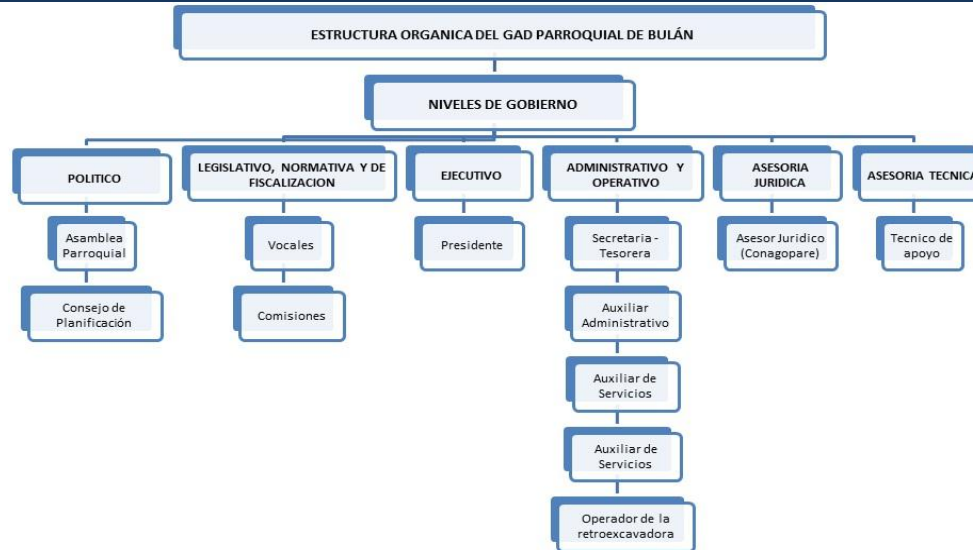 ESTRUCTURA ORGANICA DEL GAD PARROQUIAL DE BULÁN
NIVELES DE GOBIERNO
POLITICO
LEGISLATIVO, NORMATIVA Y DE
FISCALIZACION
EJECUTIVO
ADMINISTRATIVO Y
OPERATIVO
ASESORIA
JURIDICA
ASESORIA TECNICA
Asamblea
Parroquial
Vocales
Presidente
Secretaria -
Tesorera
Asesor Juridico
(Conagopare)
Tecnico de
apoyo
Consejo de
Planificación
Comisiones
Auxiliar
Administrativo
Auxiliar de
Servicios
Auxiliar de
Servicios
Operador de la
retroexcavadora